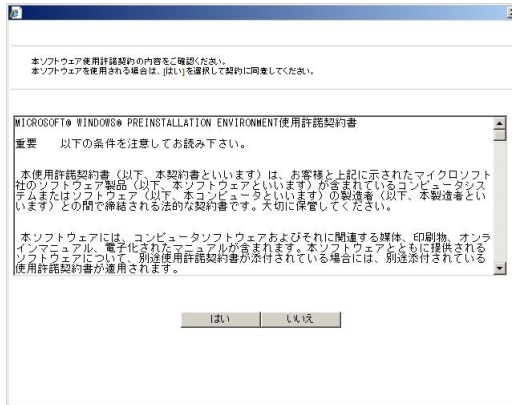 本ソフトウェア使用許諾契約の内容をご確認ください。
本ソフトウェアを使用される場合は、[はい]を選択して契約に同意してください。
MICROSOFT® WINDOWS® PREINSTALLATION ENVIRONMENT使用許諾契約書
重要　以下の条件を注意してお読み下さい。
本使用許諾契約書（以下、本契約書といいます）は、お客様と上記に示されたマイクロソフト
社のソフトウェア製品（以下、本ソフトウェアといいます）が含まれているコンピュータシス
テムまたはソフトウェア（以下、本コンピュータといいます）の製造者（以下、本製造者とい
います）との間で締結される法的な契約書です。大切に保管してください。
本ソフトウェアには、コンピュータソフトウェアおよびそれに関連する媒体、印刷物、オンラ
インマニュアル、電子化されたマニュアルが含まれます。本ソフトウェアとともに提供される
ソフトウェアについて、別途使用許諾契約書が添付されている場合には、別途添付されている
使用許諾契約書が適用されます。
はい
いいえ